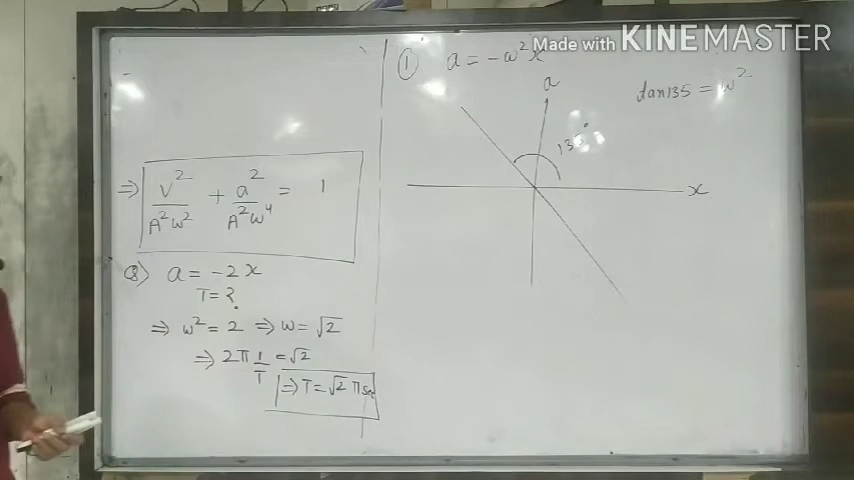 Made with KINEMASTER
⇒ V²/A²ω² + a²/A²ω⁴ = 1
Q) a = -2x
T = ?
⇒ ω² = 2 ⇒ ω = √2
⇒ 2π 1/T = √2
⇒ T = √2 π sec
① a = -ω²x
tan135 = ω²
a
135°
x